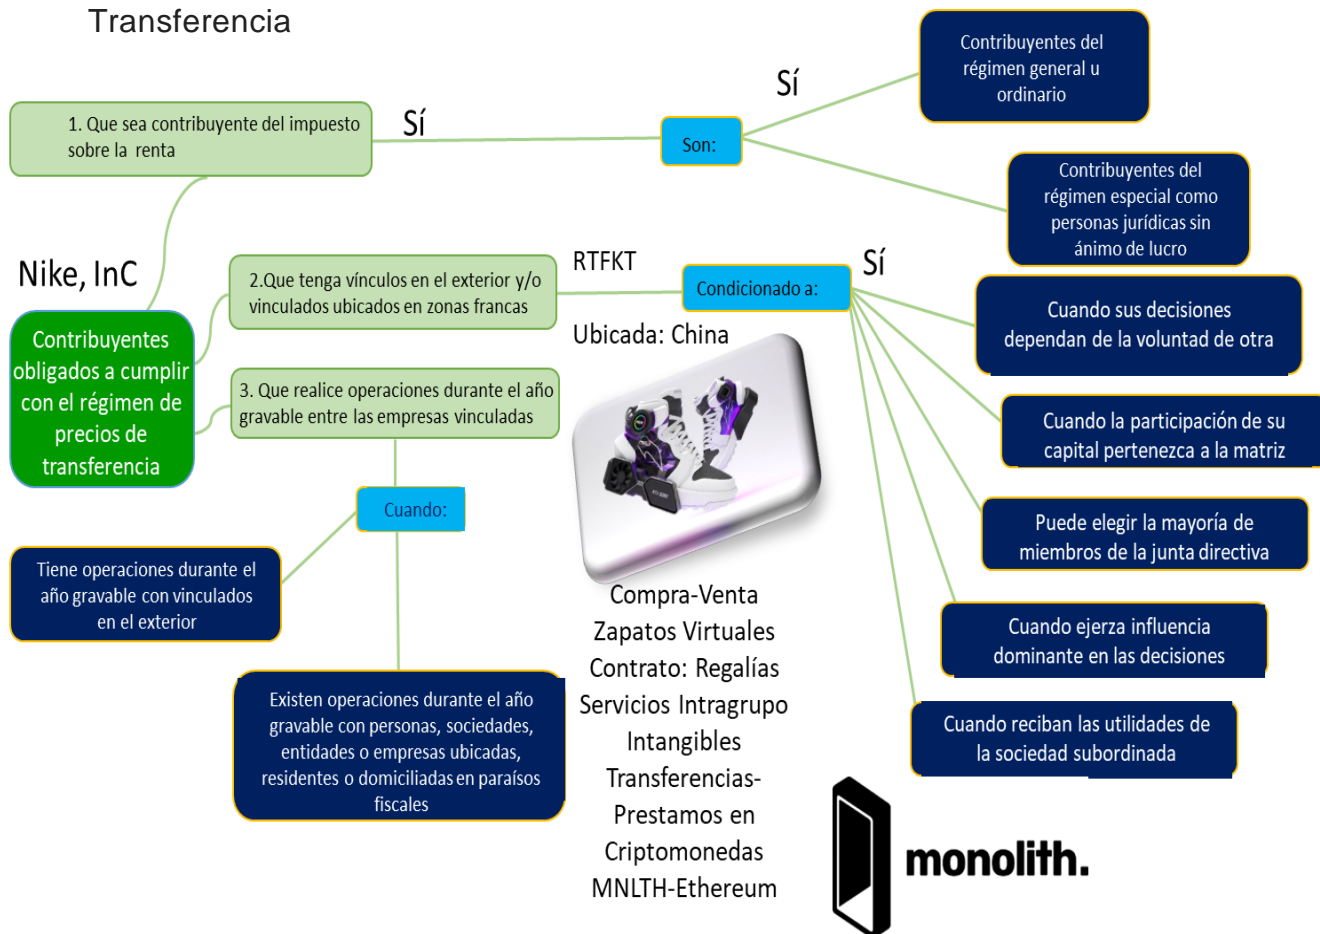 Transferencia
Contribuyentes del
régimen general u
ordinario
Sí
Sí
1. Que sea contribuyente del impuesto
sobre la renta
Son:
Contribuyentes del
régimen especial como
personas jurídicas sin
ánimo de lucro
Nike, InC
2.Que tenga vínculos en el exterior y/o
vinculados ubicados en zonas francas
RTFKT
Ubicada: China
Condicionado a:
Sí
Contribuyentes
obligados a cumplir
con el régimen de
precios de
transferencia
3. Que realice operaciones durante el año
gravable entre las empresas vinculadas
Cuando sus decisiones
dependan de la voluntad de otra
Cuando la participación de su
capital pertenezca a la matriz
Puede elegir la mayoría de
miembros de la junta directiva
Cuando ejerza influencia
dominante en las decisiones
Cuando reciban las utilidades de
la sociedad subordinada
Cuando:
Tiene operaciones durante el
año gravable con vinculados
en el exterior
Existen operaciones durante el año
gravable con personas, sociedades,
entidades o empresas ubicadas,
residentes o domiciliadas en paraísos
fiscales
Compra-Venta
Zapatos Virtuales
Contrato: Regalías
Servicios Intragrupo
Intangibles
Transferencias-
Prestamos en
Criptomonedas
MNLTH-Ethereum
monolith.